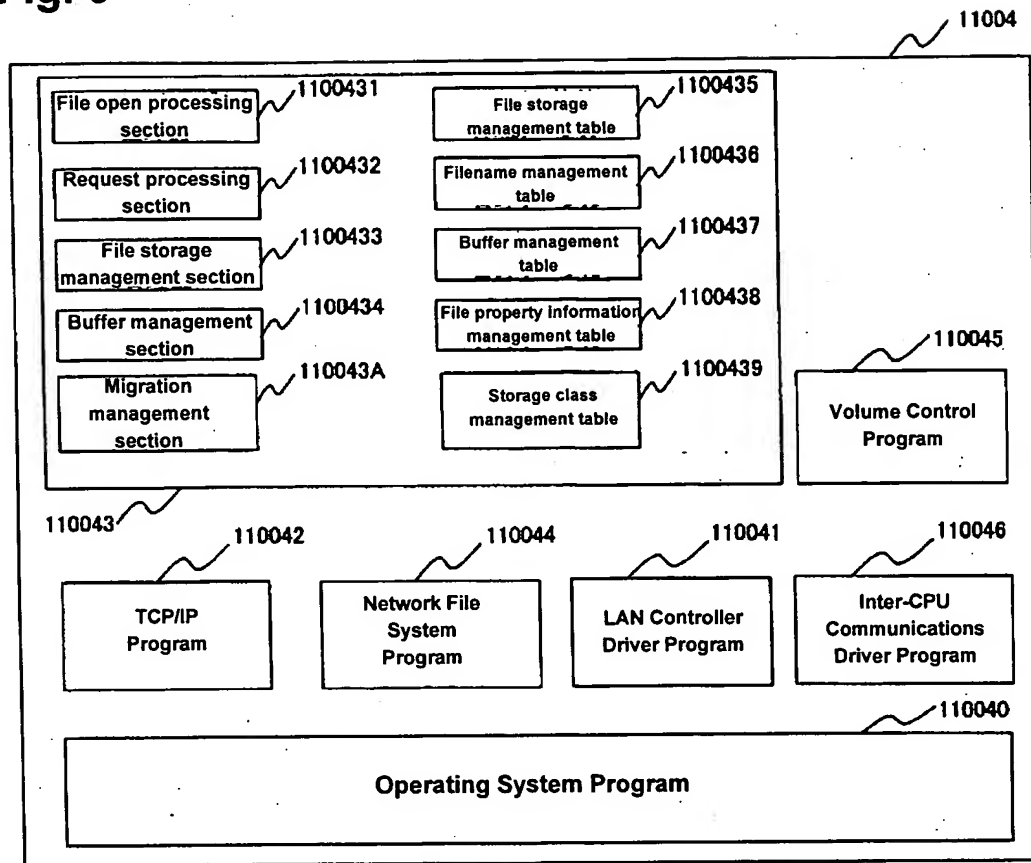 11004
File open processing
section
1100431
File storage
management table
1100435
Request processing
section
1100432
Filename management
table
1100436
File storage
management section
1100433
Buffer management
table
1100437
Buffer management
section
1100434
File property information
management table
1100438
Migration
management
section
110043A
Storage class
management table
1100439
110045
Volume Control
Program
110043
110042
TCP/IP
Program
110044
Network File
System
Program
110041
LAN Controller
Driver Program
110046
Inter-CPU
Communications
Driver Program
110040
Operating System Program